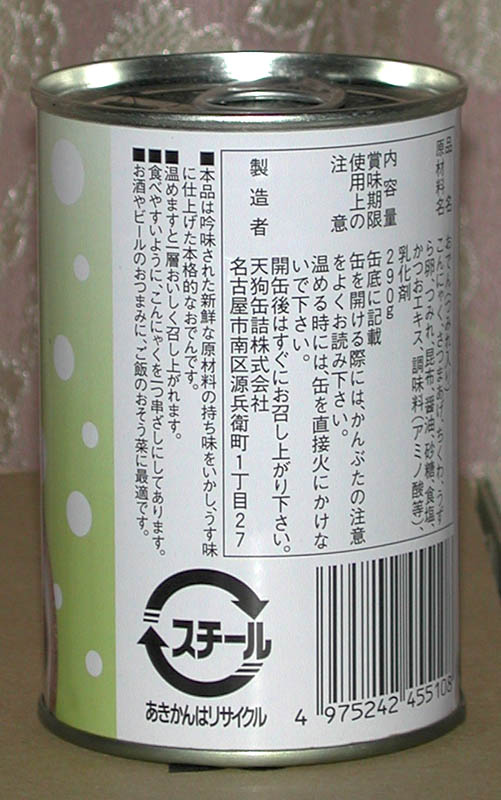 品名 おでん(つみれ入り)
原材料名 こんにゃく、さつまあげ、ちくわ、うず
ら卵、つみれ、昆布、醤油、砂糖、食塩、
かつおエキス、調味料(アミノ酸等)、
乳化剤
内容量 290g
賞味期限 缶底に記載
使用上の 缶を開ける際には、かんぶたの注意
注意 をよくお読み下さい。
温める時には缶を直接火にかけな
いで下さい。
開缶後はすぐにお召し上がり下さい。
製造者 天狗缶詰株式会社
名古屋市南区源兵衛町1丁目27
■本品は吟味された新鮮な原材料の持ち味をいかし、うす味
に仕上げた本格的なおでんです。
■温めますと一層おいしく召し上がれます。
■食べやすいように、こんにゃくを一つ串ざしにしてあります。
■お酒やビールのおつまみに、ご飯のおそう菜に最適です。
スチール
あきかんはリサイクル
4 975242 455108